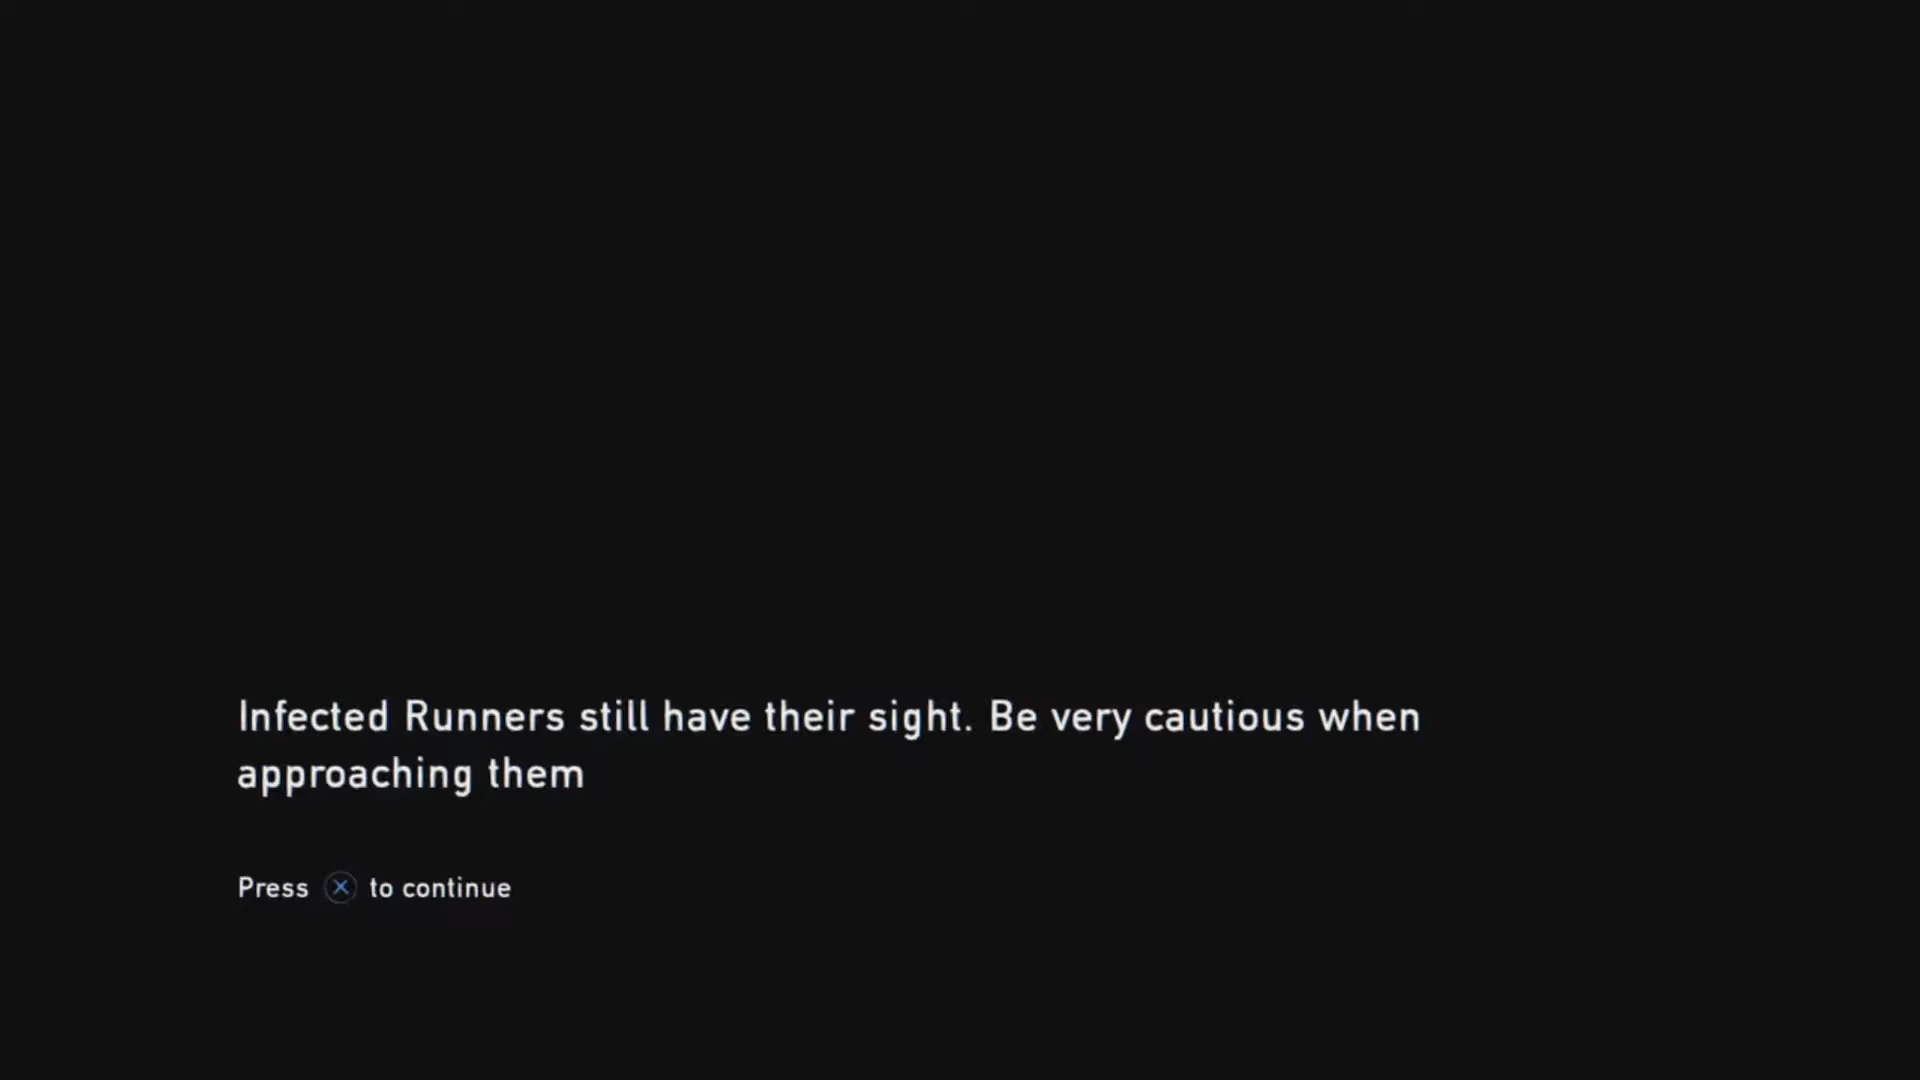 Infected Runners still have their sight. Be very cautious when
approaching them
Press ⓧ to continue